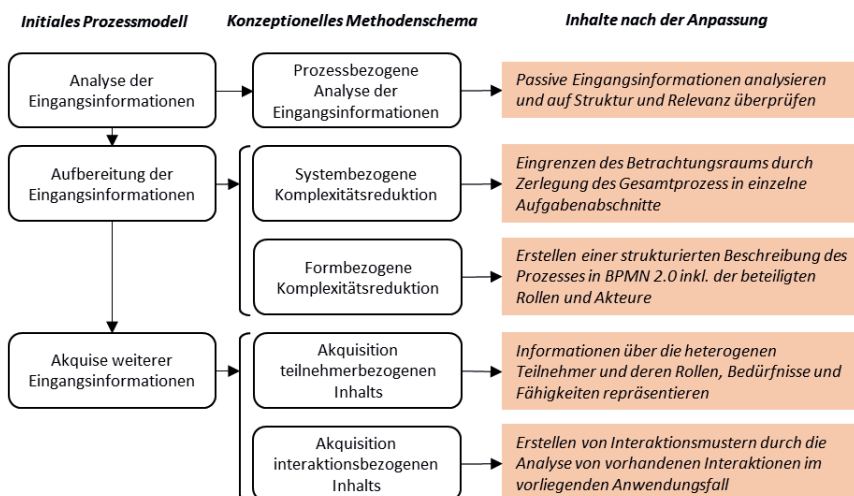 Initiales Prozessmodell
Konzeptionelles Methodenschema
Inhalte nach der Anpassung
Analyse der
Eingangsinformationen
Prozessbezogene
Analyse der
Eingangsinformationen
Passive Eingangsinformationen analysieren
und auf Struktur und Relevanz überprüfen
Aufbereitung der
Eingangsinformationen
Systembezogene
Komplexitätsreduktion
Eingrenzen des Betrachtungsraums durch
Zerlegung des Gesamtprozess in einzelne
Aufgabenabschnitte
Formbezogene
Komplexitätsreduktion
Erstellen einer strukturierten Beschreibung des
Prozesses in BPMN 2.0 inkl. der beteiligten
Rollen und Akteure
Akquise weiterer
Eingangsinformationen
Akquisition
teilnehmerbezogenen
Inhalts
Informationen über die heterogenen
Teilnehmer und deren Rollen, Bedürfnisse und
Fähigkeiten repräsentieren
Akquisition
interaktionsbezogenen
Inhalts
Erstellen von Interaktionsmustern durch die
Analyse von vorhandenen Interaktionen im
vorliegenden Anwendungsfall